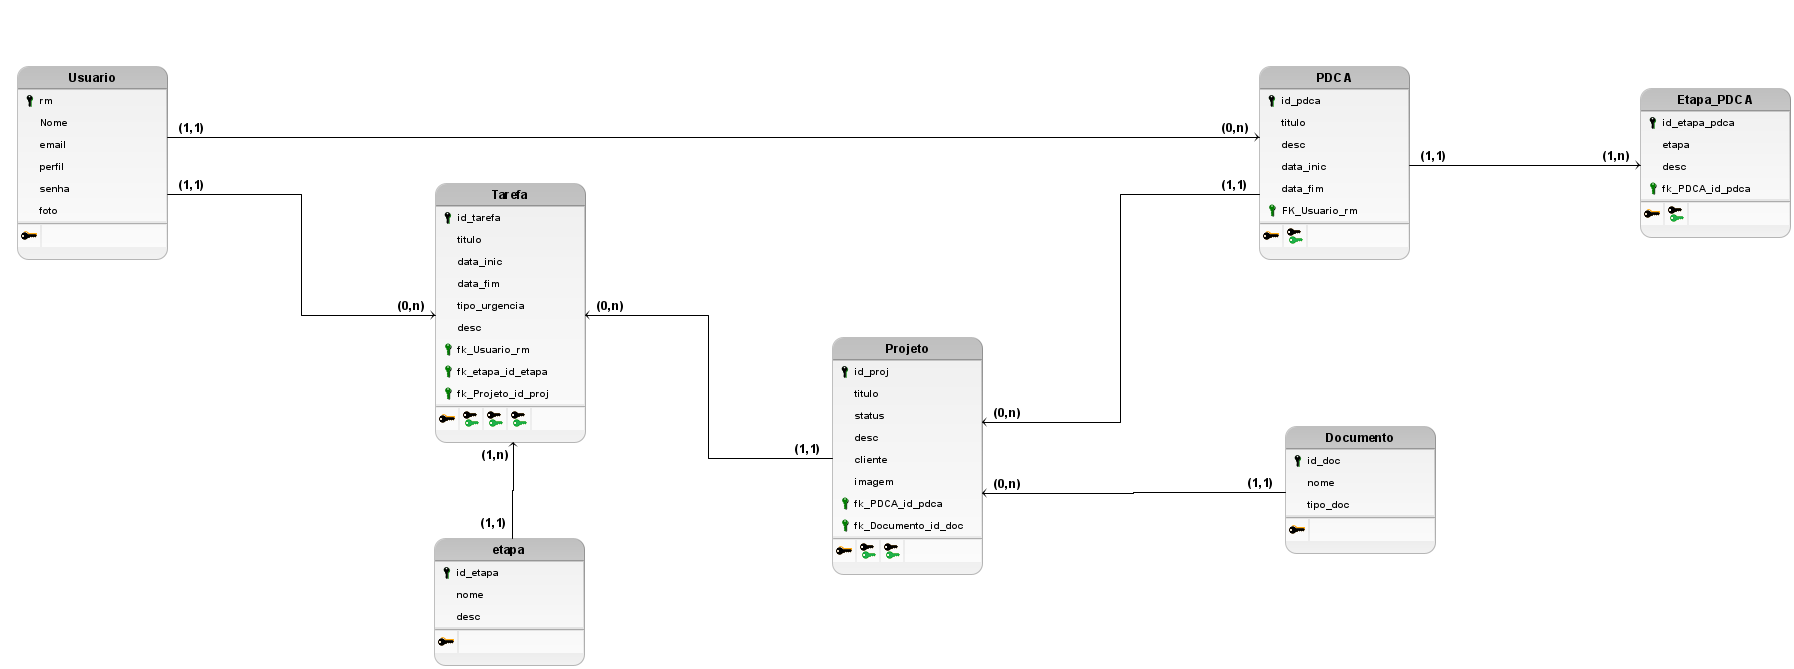 Usuario
rm
Nome
email
perfil
senha
foto
(1,1)
(0,n)
(1,1)
(0,n)
PDCA
id_pdca
titulo
desc
data_inic
data_fim
FK_Usuario_rm
(1,1)
(1,n)
Etapa_PDCA
id_etapa_pdca
etapa
desc
fk_PDCA_id_pdca
Tarefa
id_tarefa
titulo
data_inic
data_fim
tipo_urgencia
desc
fk_Usuario_rm
fk_etapa_id_etapa
fk_Projeto_id_proj
(0,n)
(1,1)
(1,n)
(1,1)
etapa
id_etapa
nome
desc
Projeto
id_proj
titulo
status
desc
cliente
imagem
fk_PDCA_id_pdca
fk_Documento_id_doc
(1,1)
(0,n)
(0,n)
(1,1)
Documento
id_doc
nome
tipo_doc